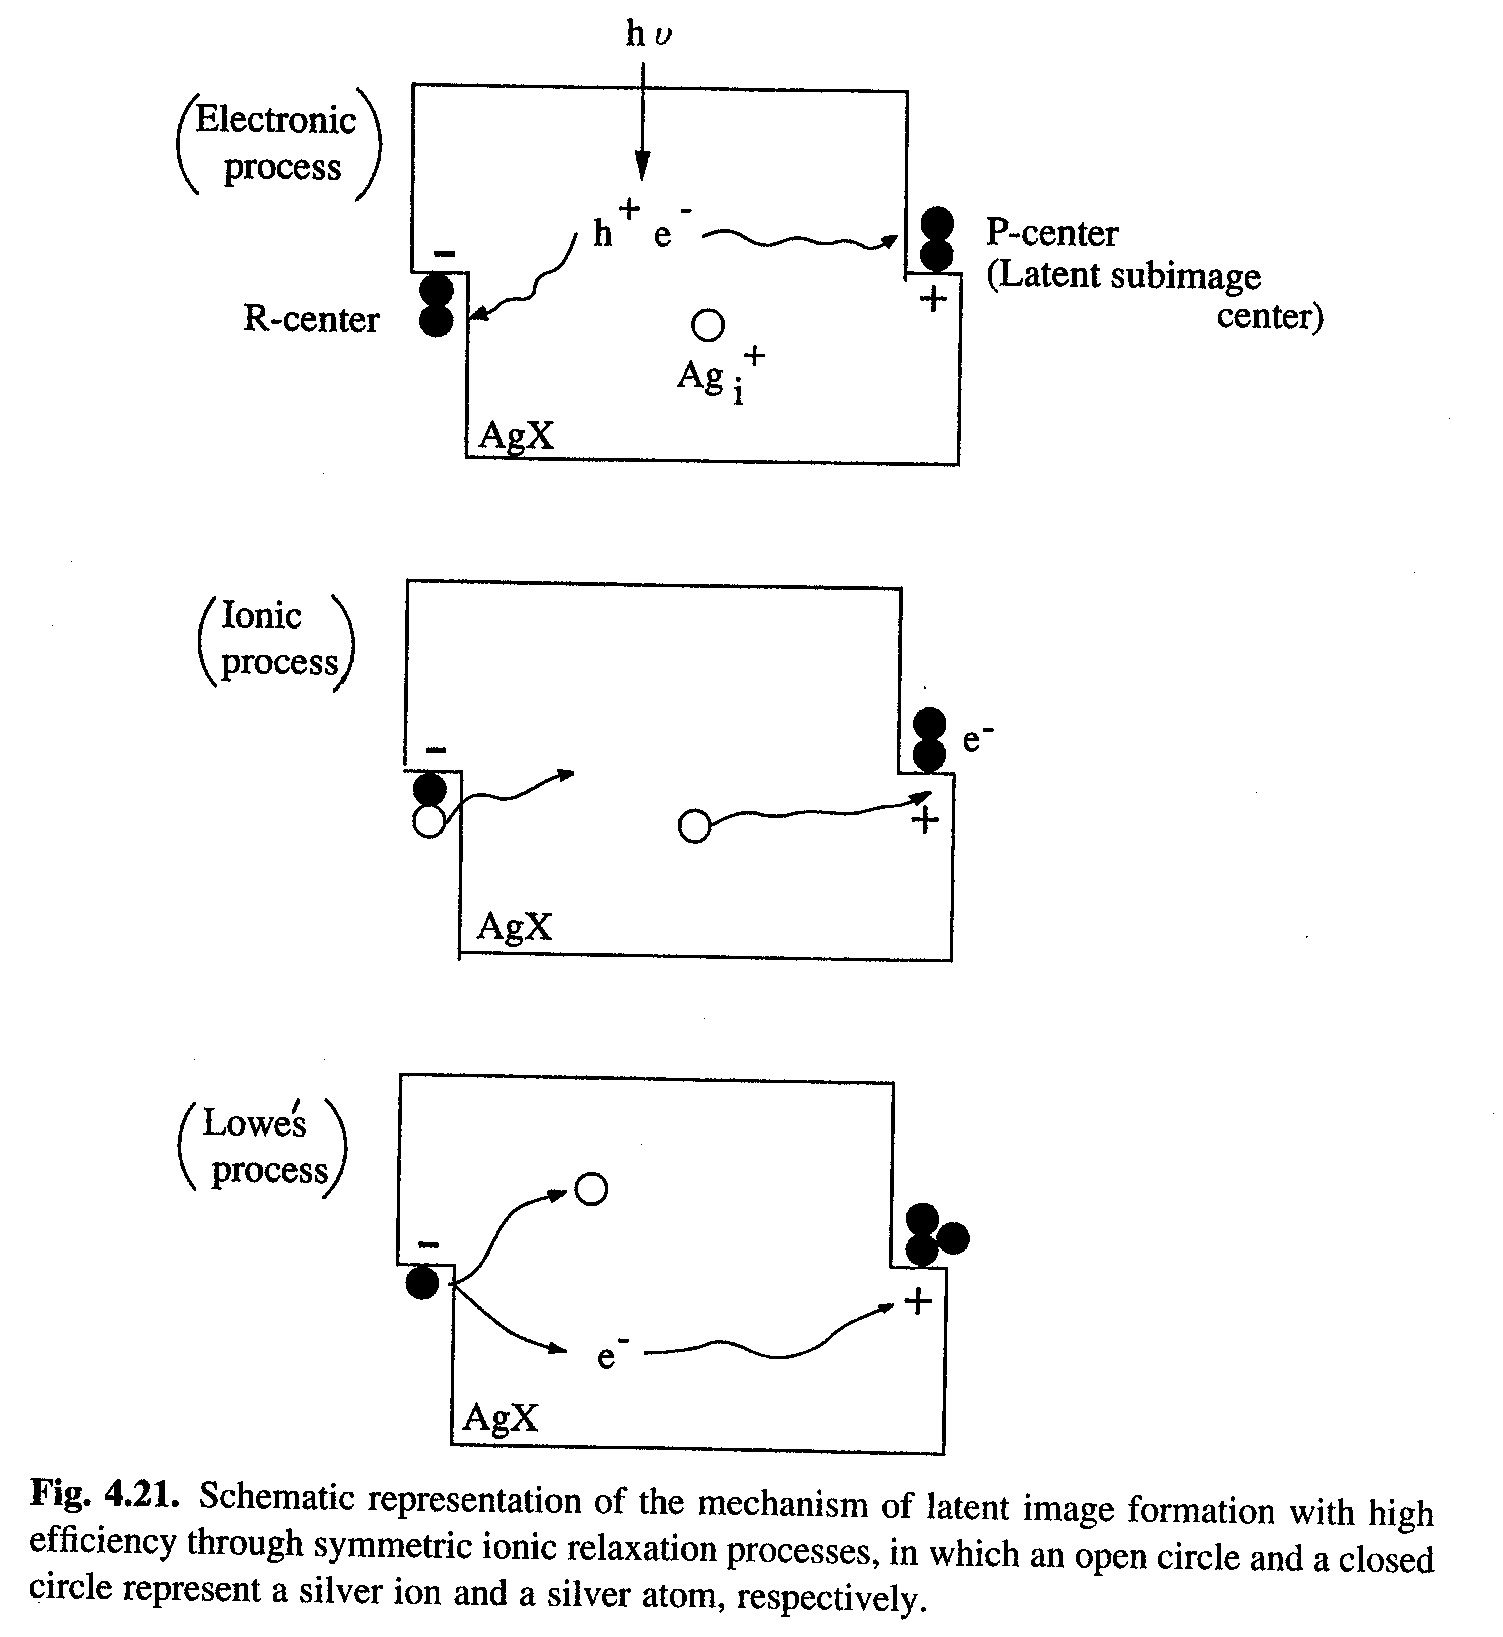 h υ
(Electronic
process)
h + e -
-
P-center
(Latent subimage
center)
+
R-center
Ag i +
AgX
(Ionic
process)
-
e-
+
AgX
(Lowe's
process)
-
+
e-
AgX
Fig. 4.21. Schematic representation of the mechanism of latent image formation with high
efficiency through symmetric ionic relaxation processes, in which an open circle and a closed
circle represent a silver ion and a silver atom, respectively.